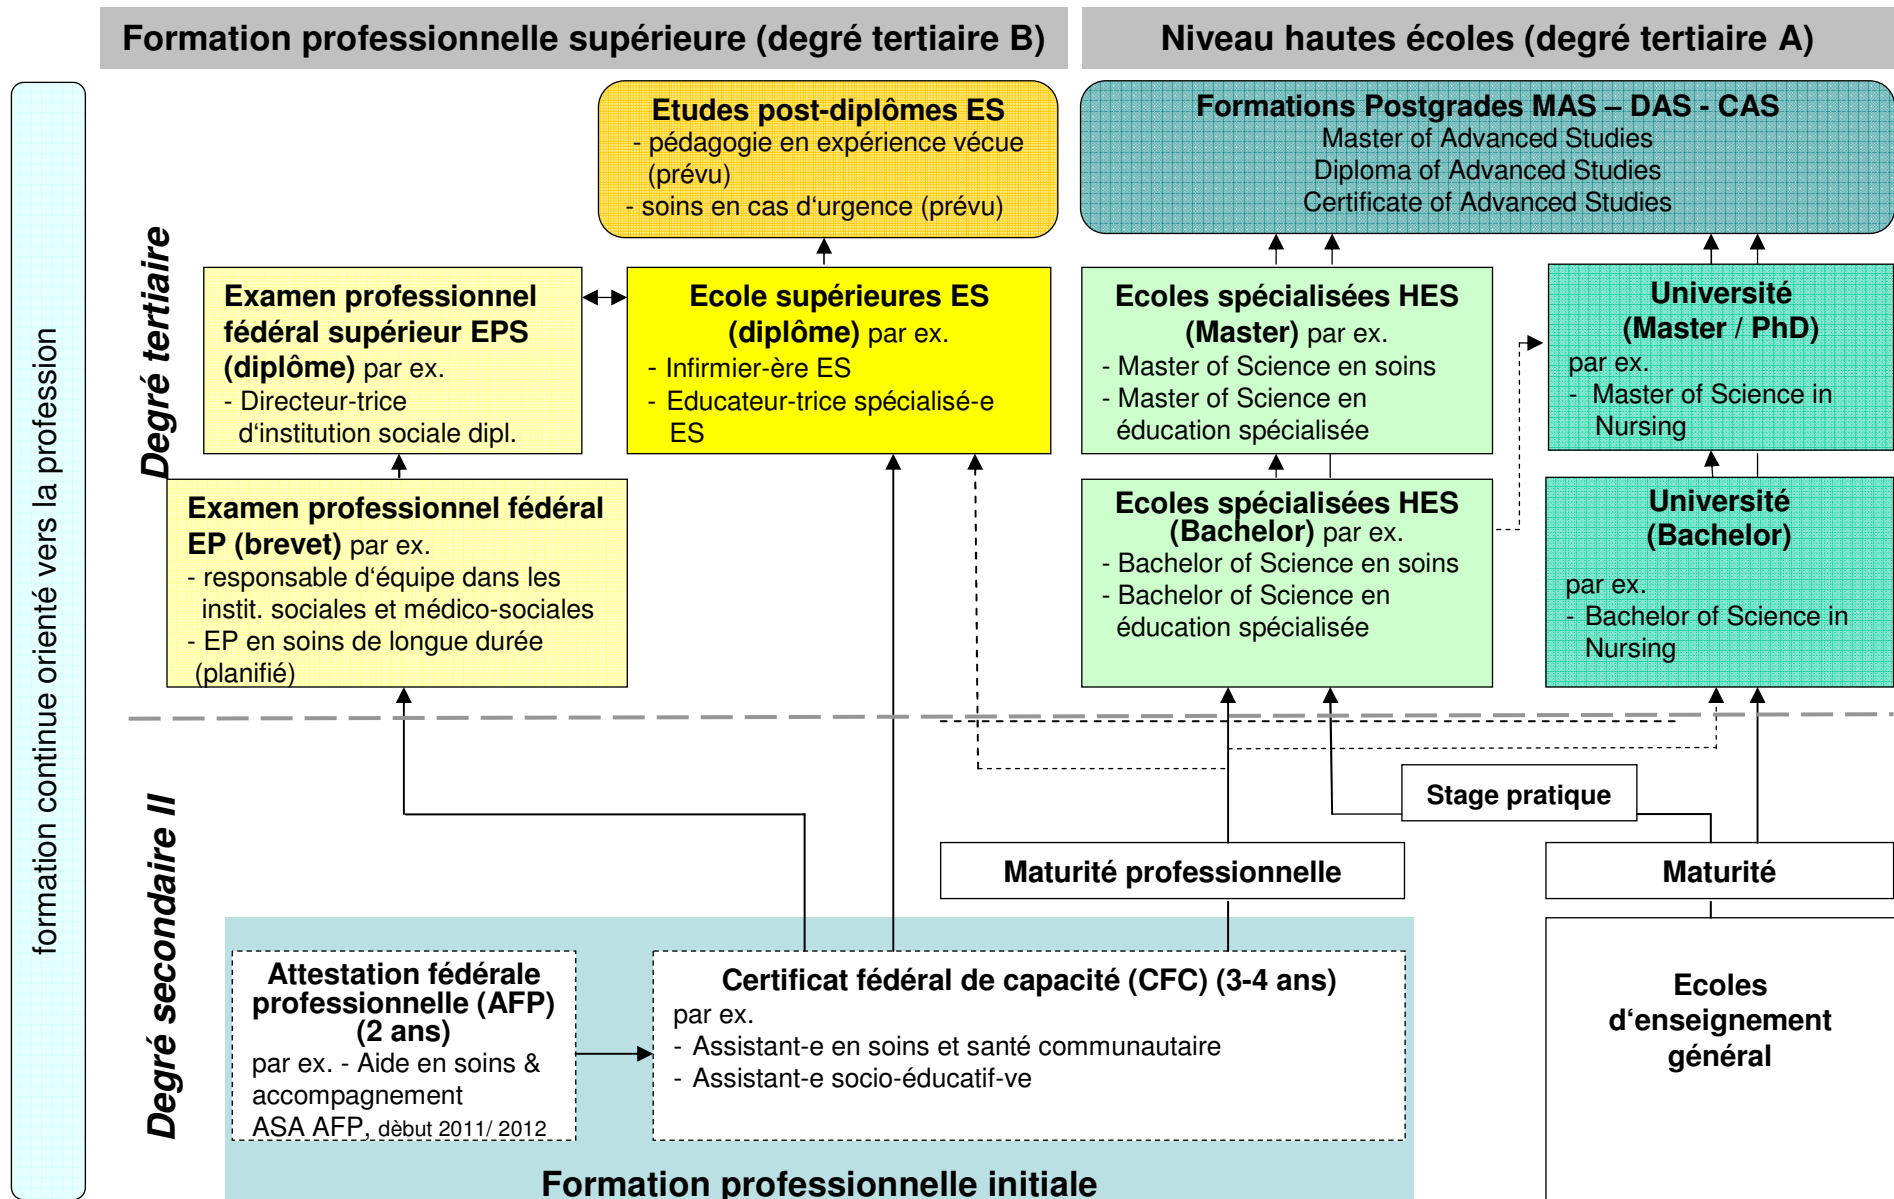 Formation professionnelle supérieure (degré tertiaire B)
Niveau hautes écoles (degré tertiaire A)
formation continue orienté vers la profession
Degré tertiaire
Etudes post-diplômes ES
- pédagogie en expérience vécue
(prévu)
- soins en cas d‘urgence (prévu)
Formations Postgrades MAS – DAS - CAS
Master of Advanced Studies
Diploma of Advanced Studies
Certificate of Advanced Studies
Examen professionnel
fédéral supérieur EPS
(diplôme) par ex.
- Directeur-trice
d‘institution sociale dipl.
Ecole supérieures ES
(diplôme) par ex.
- Infirmier-ère ES
- Educateur-trice spécialisé-e
ES
Ecoles spécialisées HES
(Master) par ex.
- Master of Science en soins
- Master of Science en
éducation spécialisée
Université
(Master / PhD)
par ex.
- Master of Science in
Nursing
Examen professionnel fédéral
EP (brevet) par ex.
- responsable d‘équipe dans les
instit. sociales et médico-sociales
- EP en soins de longue durée
(planifié)
Ecoles spécialisées HES
(Bachelor) par ex.
- Bachelor of Science en soins
- Bachelor of Science en
éducation spécialisée
Université
(Bachelor)
par ex.
- Bachelor of Science in
Nursing
Degré secondaire II
Stage pratique
Maturité professionnelle
Maturité
Attestation fédérale
professionnelle (AFP)
(2 ans)
par ex. - Aide en soins &
accompagnement
ASA AFP, dèbut 2011/ 2012
Certificat fédéral de capacité (CFC) (3-4 ans)
par ex.
- Assistant-e en soins et santé communautaire
- Assistant-e socio-éducatif-ve
Ecoles
d‘enseignement
général
Formation professionnelle initiale